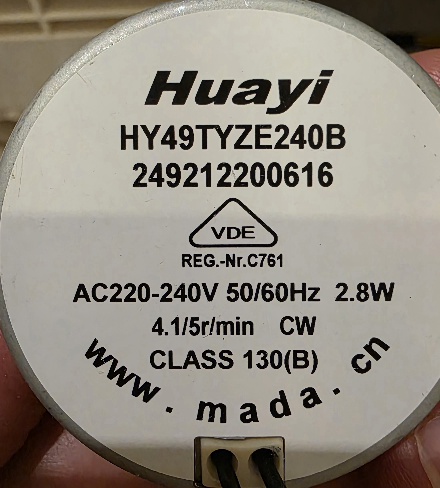 Huayi
HY49TYZE240B
249212200616
VDE
REG.-Nr.C761
AC220-240V 50/60Hz 2.8W
4.1/5r/min CW
CLASS 130(B)
www.mada.cn